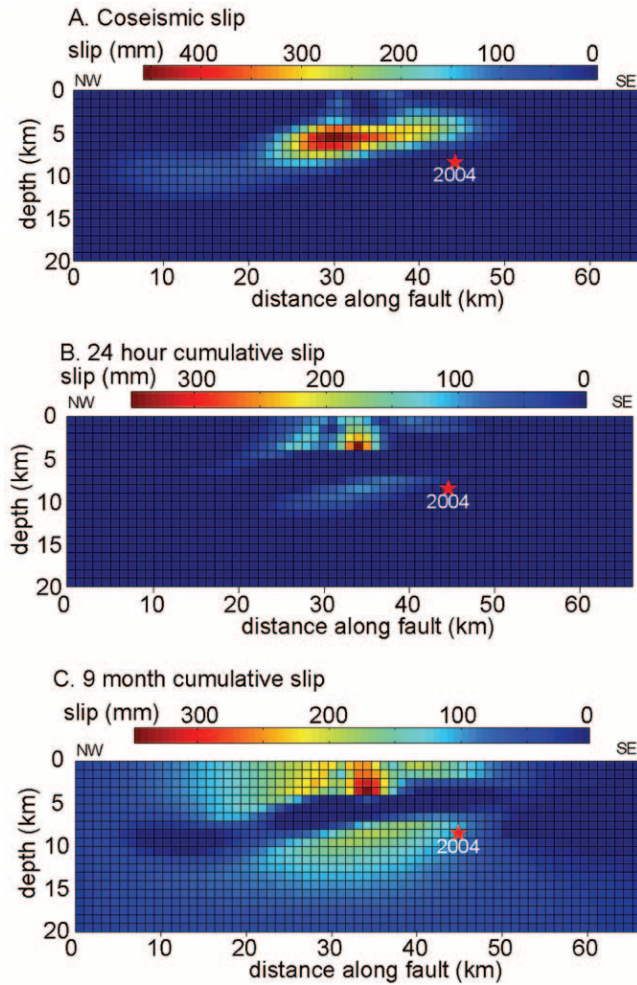 A. Coseismic slip
slip (mm) 400 300 200 100 0
NW SE
0
5
10
15
20
depth (km)
2004
0 10 20 30 40 50 60
distance along fault (km)
B. 24 hour cumulative slip
slip (mm) 300 200 100 0
NW SE
0
5
10
15
20
depth (km)
2004
0 10 20 30 40 50 60
distance along fault (km)
C. 9 month cumulative slip
slip (mm) 300 200 100 0
NW SE
0
5
10
15
20
depth (km)
2004
0 10 20 30 40 50 60
distance along fault (km)